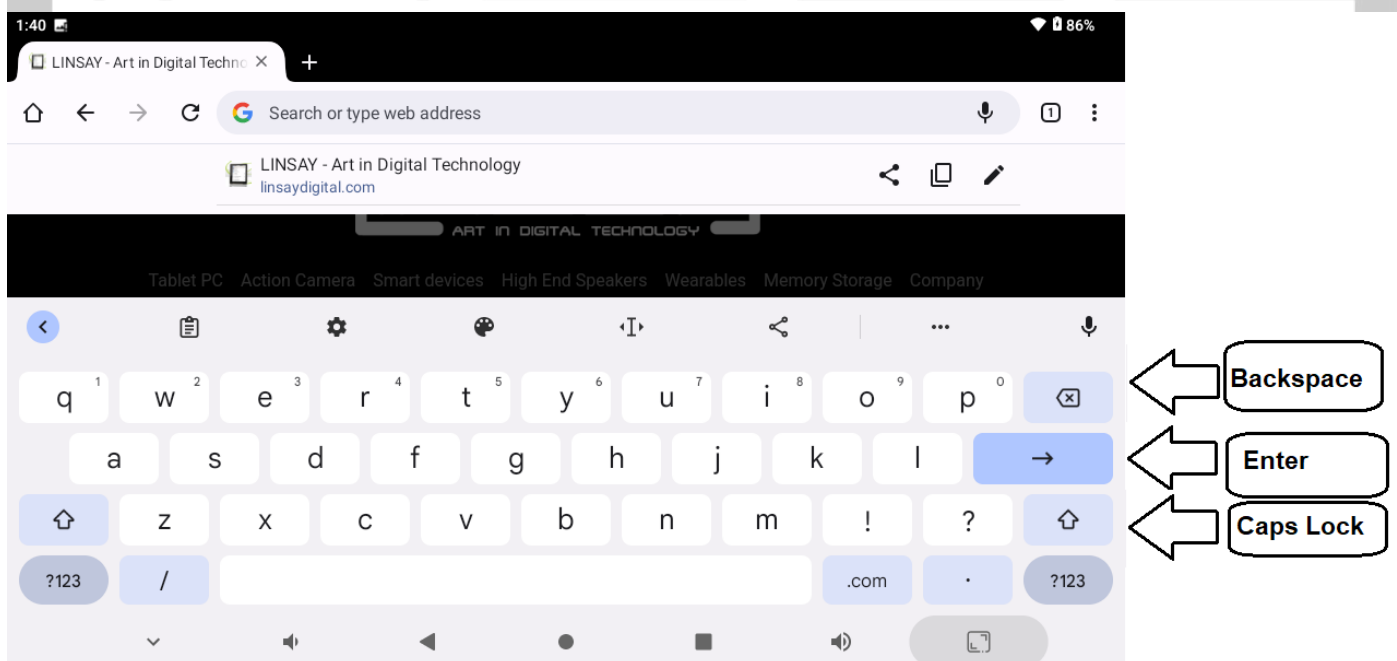 1:40 86%
LINSAY - Art in Digital Techno
Search or type web address 1
LINSAY - Art in Digital Technology
linsaydigital.com
ART IN DIGITAL TECHNOLOGY
Tablet PC Action Camera Smart devices High End Speakers Wearables Memory Storage Company
q 1 w 2 e 3 r 4 t 5 y 6 u 7 i 8 o 9 p 0 Backspace
a s d f g h j k l Enter
z x c v b n m ! ? Caps Lock
?123 / .com . ?123